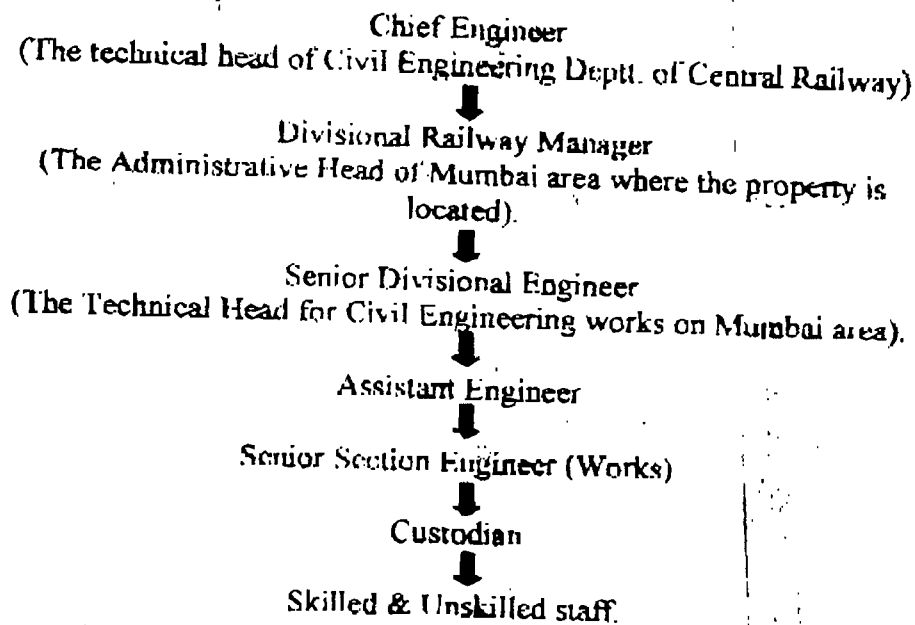 Chief Engineer
(The technical head of Civil Engineering Deptt. of Central Railway)
Divisional Railway Manager
(The Administrative Head of Mumbai area where the property is
located).
Senior Divisional Engineer
(The Technical Head for Civil Engineering works on Mumbai area).
Assistant Engineer
Senior Section Engineer (Works)
Custodian
Skilled & Unskilled staff.